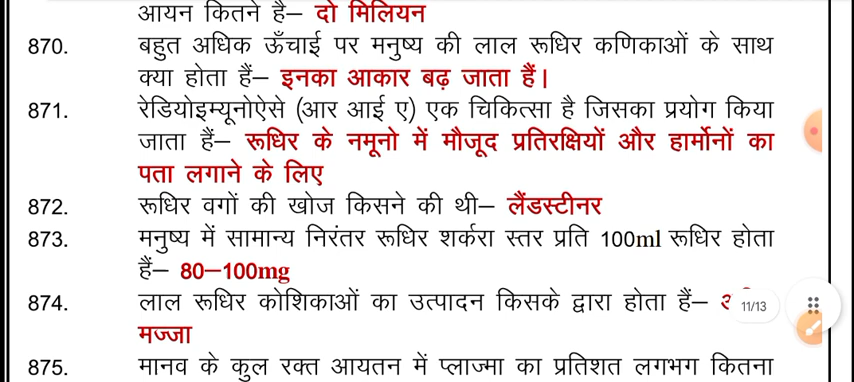 आयन कितने है– दो मिलियन
870. बहुत अधिक ऊँचाई पर मनुष्य की लाल रूधिर कणिकाओं के साथ
क्या होता हैं– इनका आकार बढ़ जाता हैं।
871. रेडियोइम्यूनोऐसे (आर आई ए) एक चिकित्सा है जिसका प्रयोग किया
जाता हैं– रूधिर के नमूनो में मौजूद प्रतिरक्षियों और हार्मोनों का
पता लगाने के लिए
872. रूधिर वर्गो की खोज किसने की थी– लैंडस्टीनर
873. मनुष्य में सामान्य निरंतर रूधिर शर्करा स्तर प्रति 100ml रूधिर होता
हैं– 80–100mg
874. लाल रूधिर कोशिकाओं का उत्पादन किसके द्वारा होता हैं–
11/13
मज्जा
875. मानव के कुल रक्त आयतन में प्लाज्मा का प्रतिशत लगभग कितना